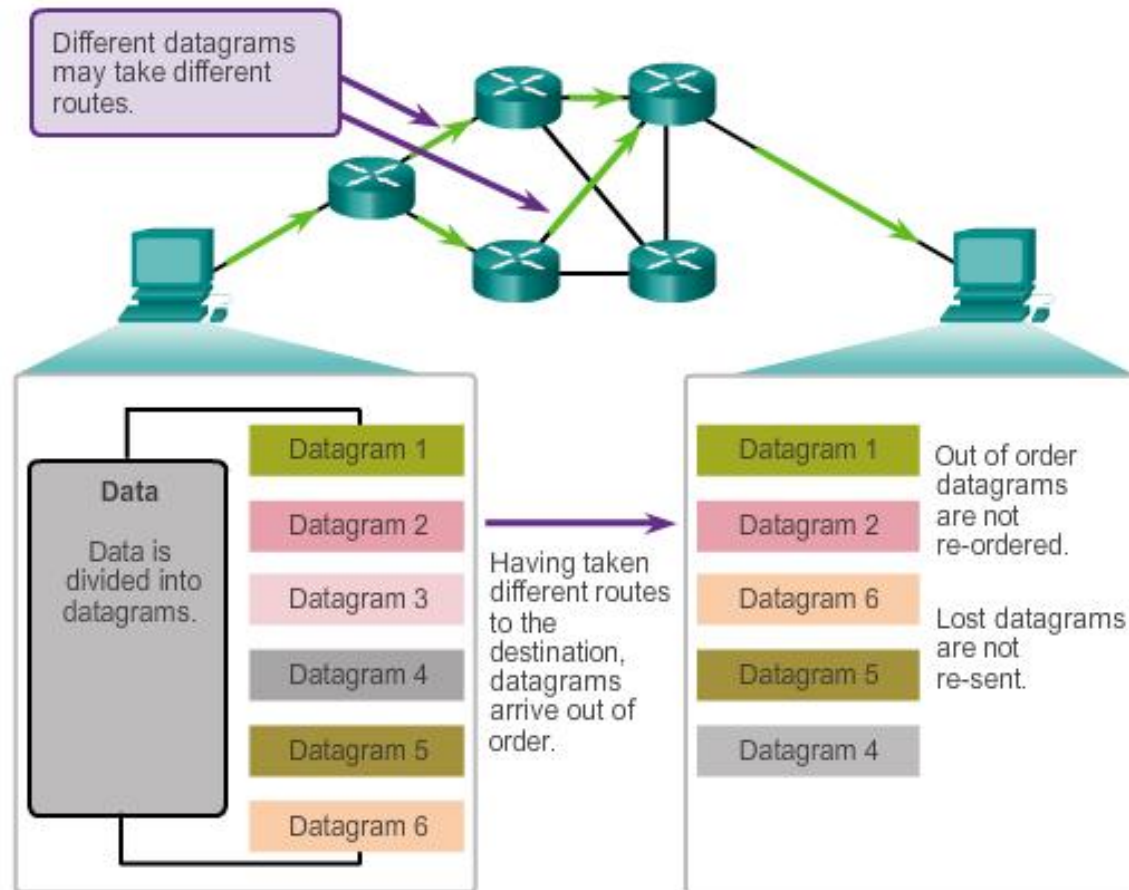 Different datagrams
may take different
routes.
Data
Data is
divided into
datagrams.
Datagram 1
Datagram 2
Datagram 3
Datagram 4
Datagram 5
Datagram 6
Having taken
different routes
to the
destination,
datagrams
arrive out of
order.
Datagram 1
Datagram 2
Datagram 6
Datagram 5
Datagram 4
Out of order
datagrams
are not
re-ordered.
Lost datagrams
are not
re-sent.